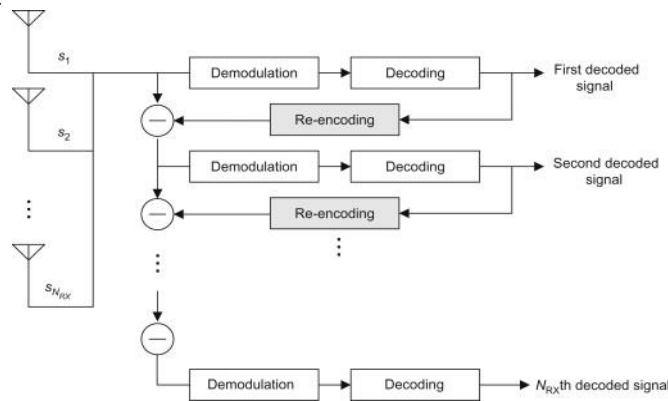 s1
Demodulation
Decoding
First decoded
signal
Re-encoding
s2
Demodulation
Decoding
Second decoded
signal
Re-encoding
sNRX
Demodulation
Decoding
NRXth decoded signal